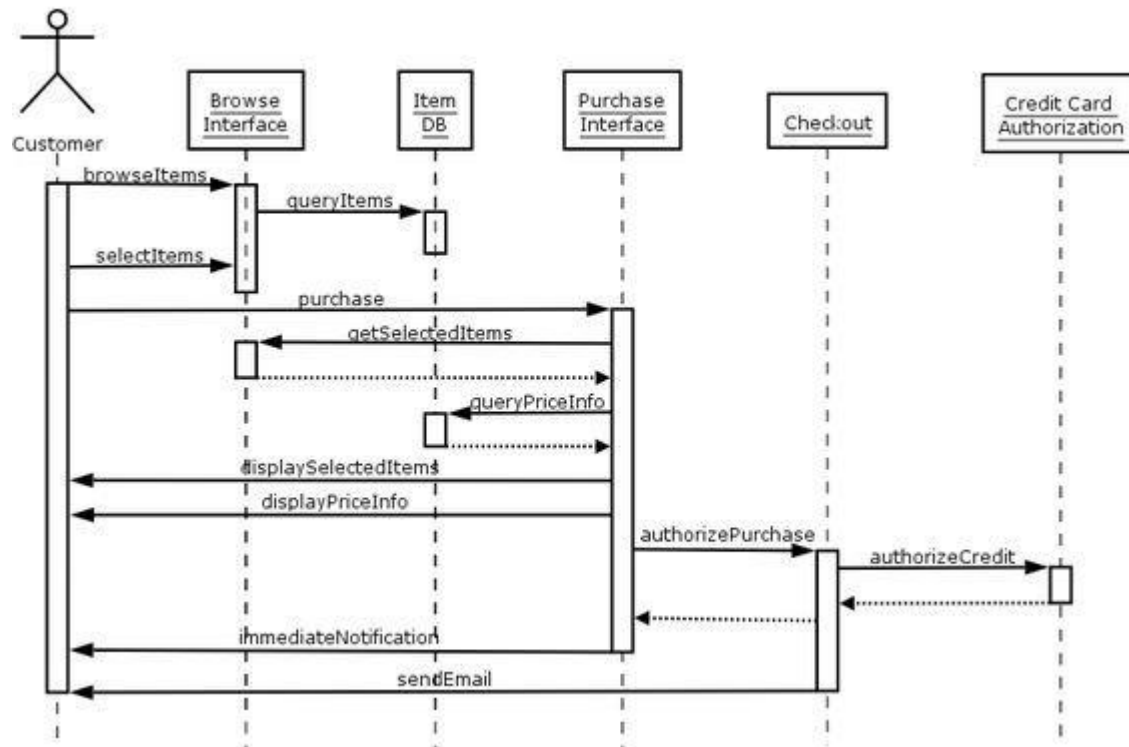 Browse
Interface
Item
DB
Purchase
Interface
Checkout
Credit Card
Authorization
Customer
browseItems
queryItems
selectItems
purchase
getSelectedItems
queryPriceInfo
displaySelectedItems
displayPriceInfo
authorizePurchase
authorizeCredit
immediateNotification
sendEmail